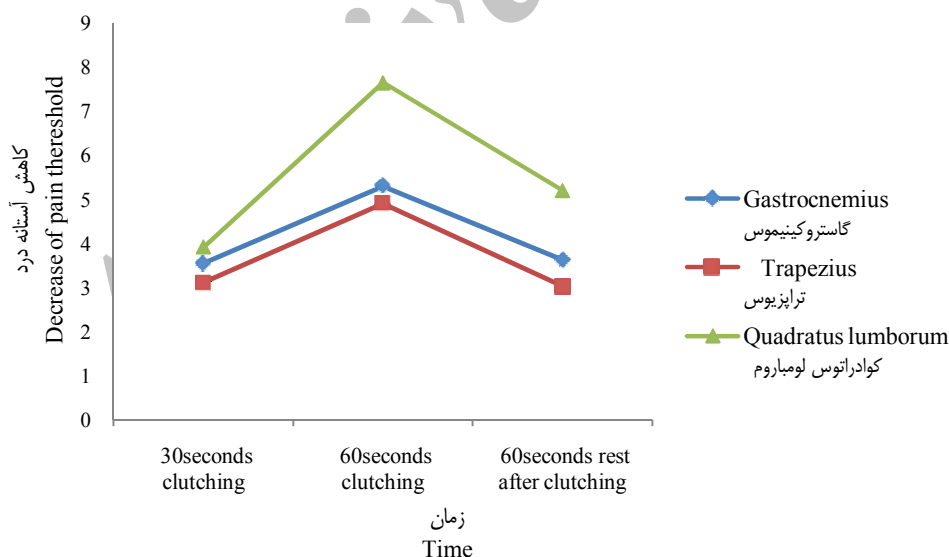 9
8
7
6
5
4
3
2
1
0
کاهش آستانه درد
Decrease of pain thereshold
30seconds
clutching
60seconds
clutching
60seconds rest
after clutching
زمان
Time
Gastrocnemius
گاستروکینیموس
Trapezius
تراپزیوس
Quadratus lumborum
کوادراتوس لومباروم